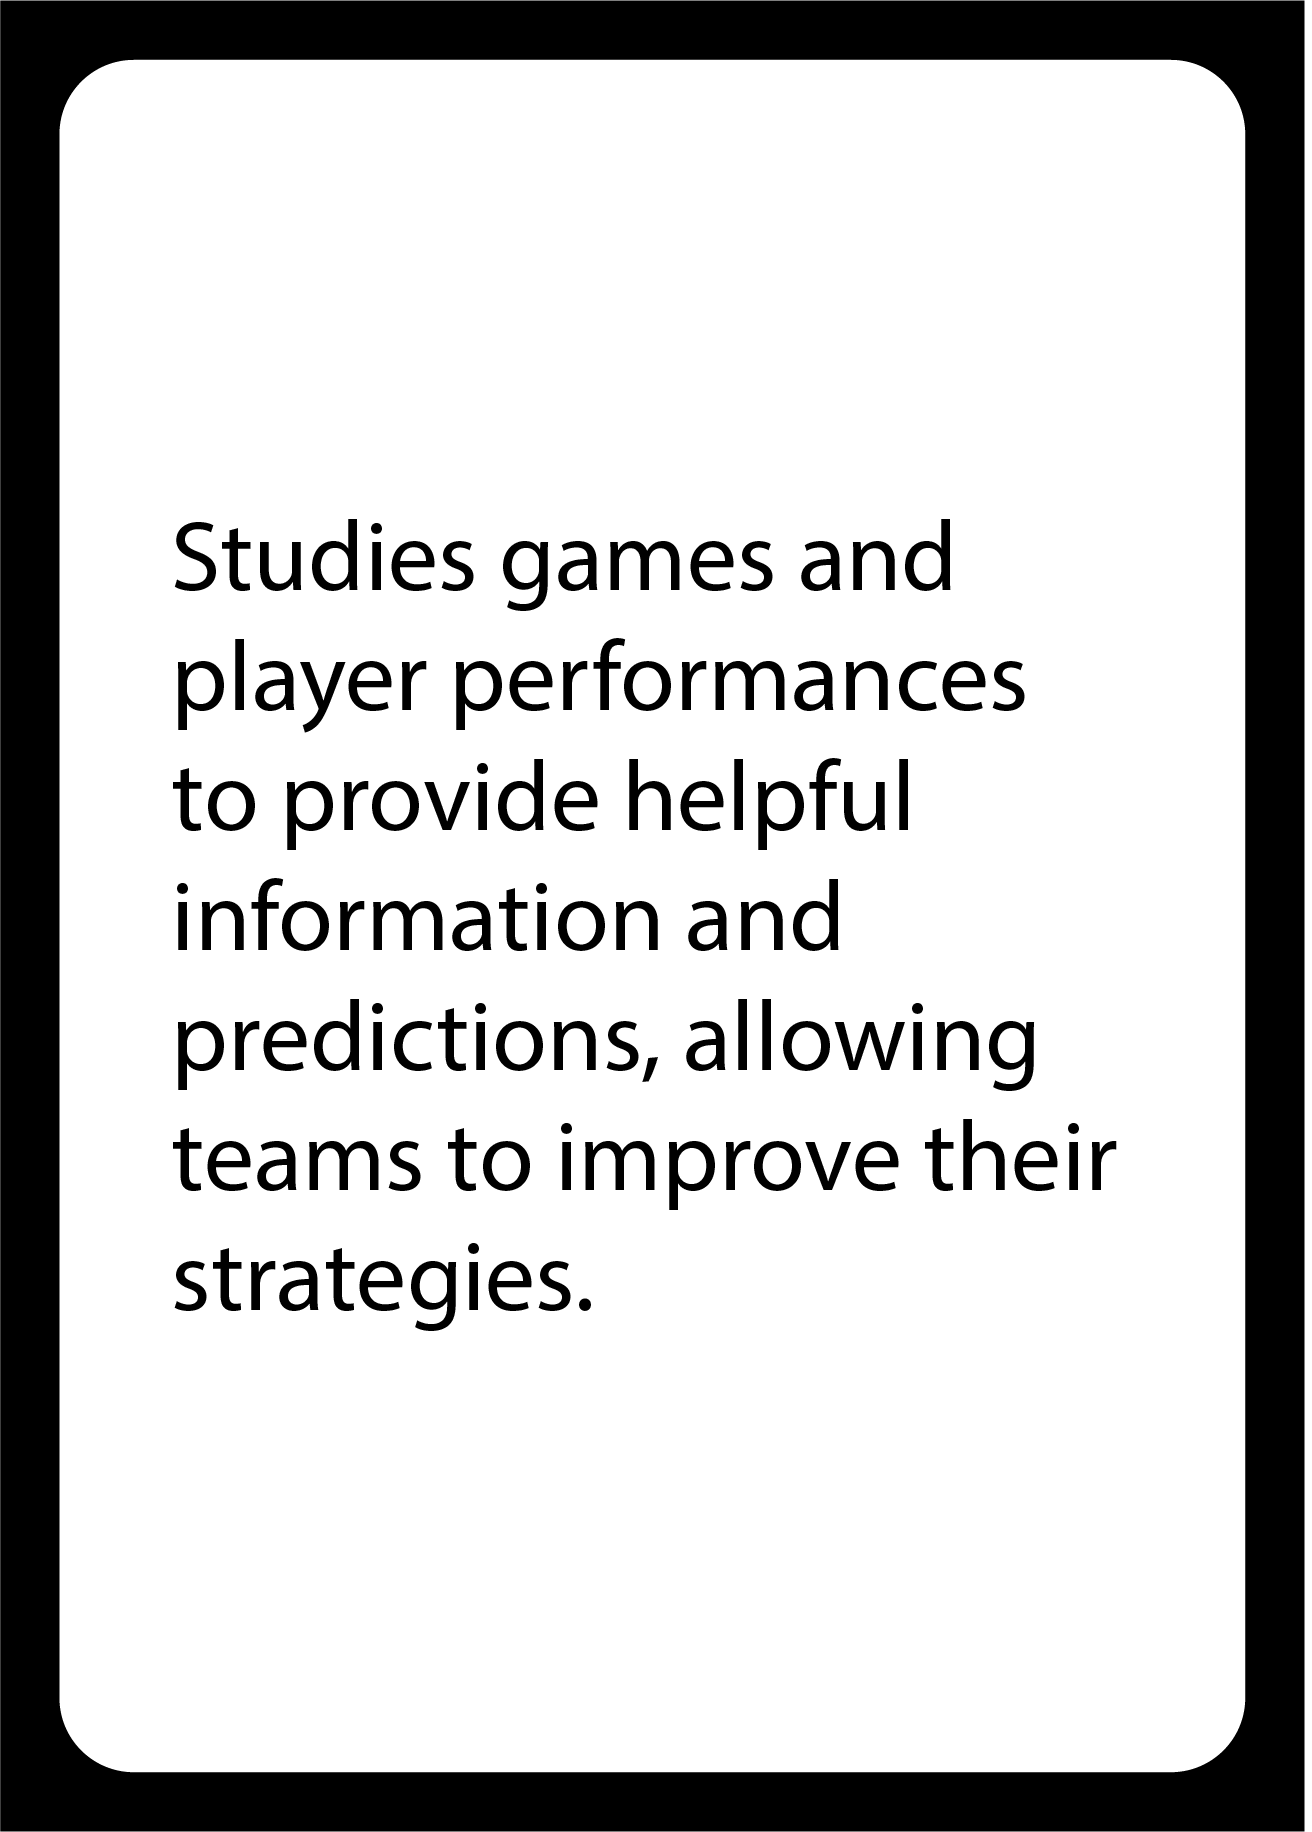 Studies games and
player performances
to provide helpful
information and
predictions, allowing
teams to improve their
strategies.